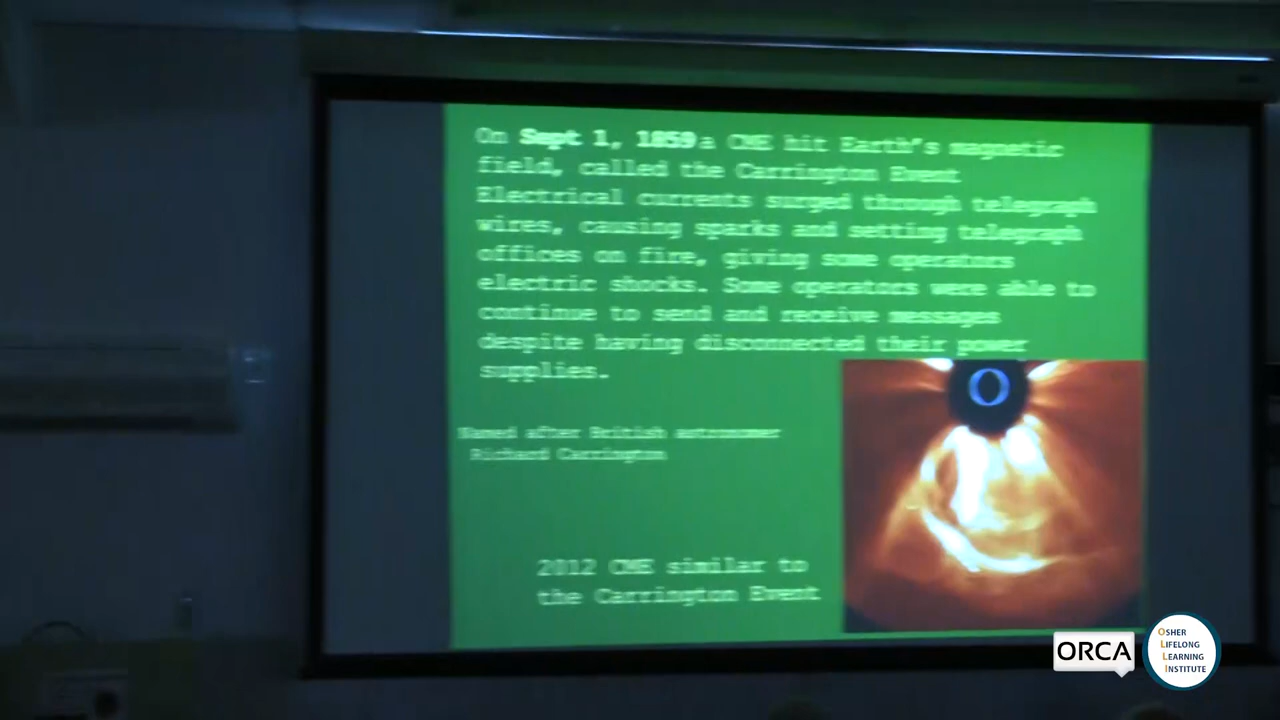 On Sept 1, 1859 a CME hit Earth's magnetic
field, called the Carrington Event
Electrical currents surged through telegraph
wires, causing sparks and setting telegraph
offices on fire, giving some operators
electric shocks. Some operators were able to
continue to send and receive messages
despite having disconnected their power
supplies.
Named after British astronomer
Richard Carrington
2012 CME similar to
the Carrington Event
ORCA
OSHER
LIFELONG
LEARNING
INSTITUTE